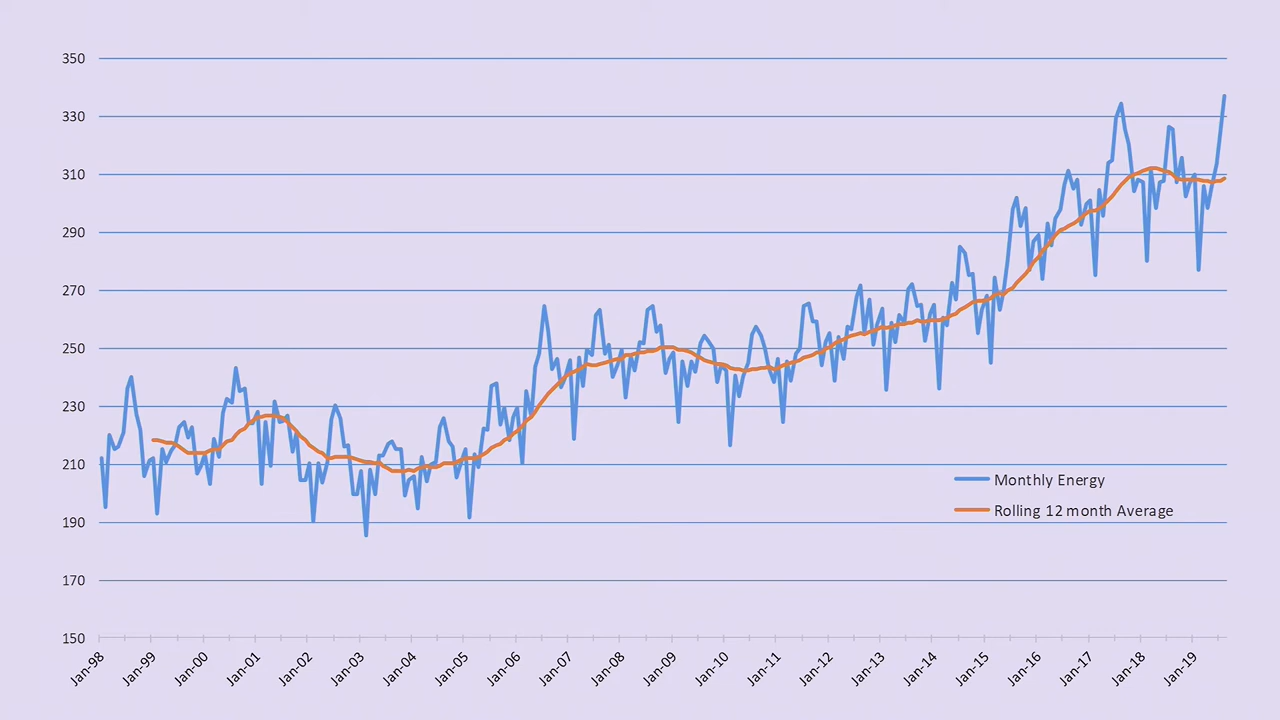 350
330
310
290
270
250
230
210
190
170
150
Monthly Energy
Rolling 12 month Average
Jan-98
Jan-99
Jan-00
Jan-01
Jan-02
Jan-03
Jan-04
Jan-05
Jan-06
Jan-07
Jan-08
Jan-09
Jan-10
Jan-11
Jan-12
Jan-13
Jan-14
Jan-15
Jan-16
Jan-17
Jan-18
Jan-19